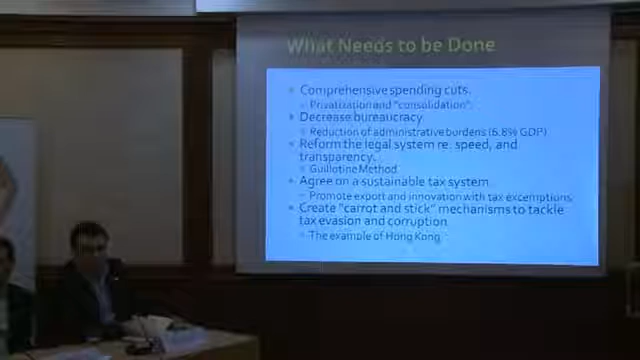 What Needs to be Done
Comprehensive spending cuts.
Privatization and "consolidation".
Decrease bureaucracy
Reduction of administrative burdens (6.8% GDP)
Reform the legal system re. speed, and
transparency.
Guillotine Method
Agree on a sustainable tax system
Promote export and innovation with tax excemptions
Create "carrot and stick" mechanisms to tackle
tax evasion and corruption
The example of Hong Kong